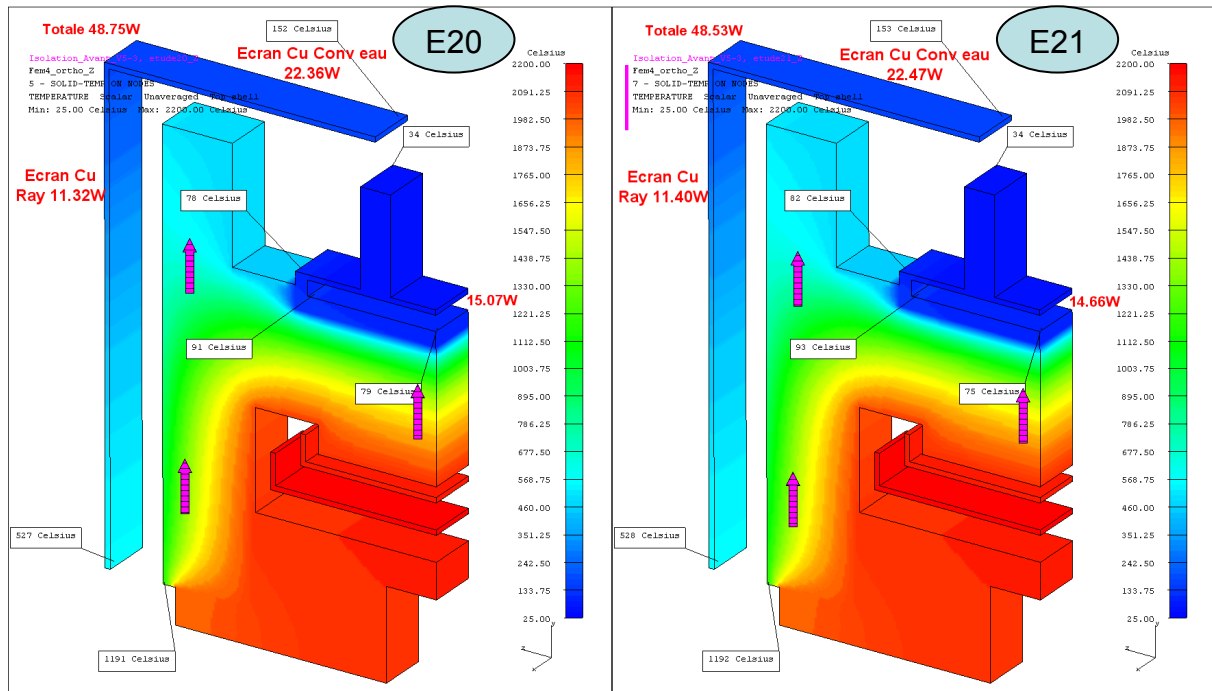 Totale 48.75W
152 Celsius
E20
Ecran Cu Conv eau
22.36W
Celsius
Isolation_Avant_V5-3, etude20_2
Fem4_ortho_Z
5 - SOLID-TEMP ON NODES
TEMPERATURE Scalar Unaveraged Top shell
Min: 25.00 Celsius Max: 2200.00 Celsius
34 Celsius
Ecran Cu
Ray 11.32W
78 Celsius
15.07W
91 Celsius
79 Celsius
527 Celsius
1191 Celsius
2200.00
2091.25
1982.50
1873.75
1765.00
1656.25
1547.50
1438.75
1330.00
1221.25
1112.50
1003.75
895.00
786.25
677.50
568.75
460.00
351.25
242.50
133.75
25.00
y
z
x
Totale 48.53W
153 Celsius
E21
Ecran Cu Conv eau
22.47W
Celsius
Fem4_ortho_Z
7 - SOLID-TEMP ON NODES
TEMPERATURE Scalar Unaveraged Top shell
Min: 25.00 Celsius Max: 2200.00 Celsius
34 Celsius
Ecran Cu
Ray 11.40W
82 Celsius
14.66W
93 Celsius
75 Celsius
528 Celsius
1192 Celsius
2200.00
2091.25
1982.50
1873.75
1765.00
1656.25
1547.50
1438.75
1330.00
1221.25
1112.50
1003.75
895.00
786.25
677.50
568.75
460.00
351.25
242.50
133.75
25.00
y
z
x